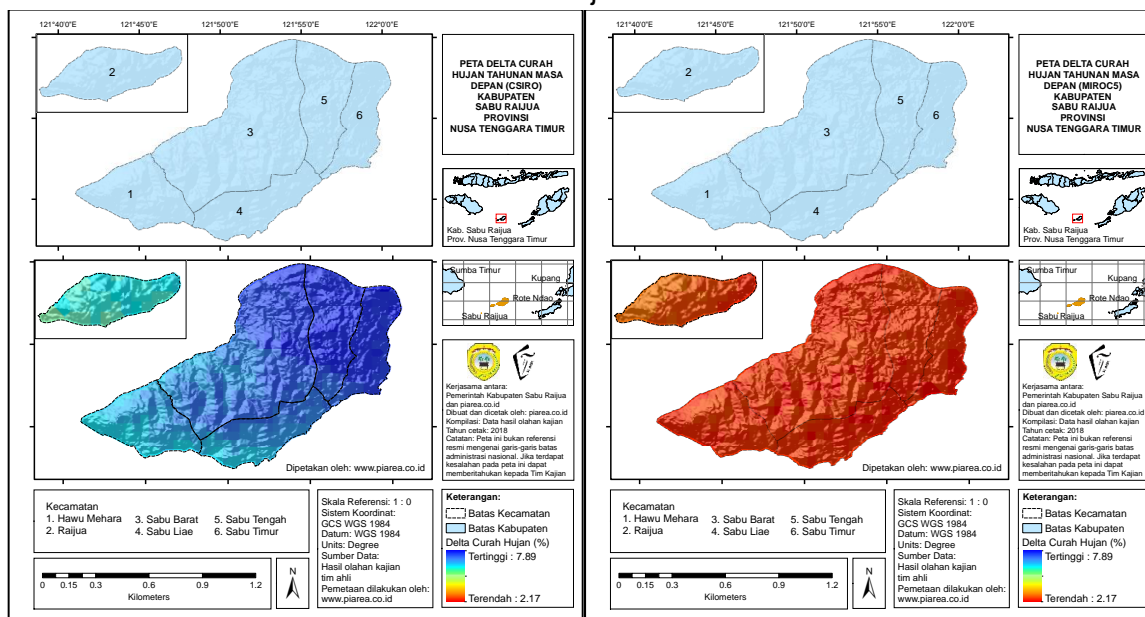 121°40'0"E 121°45'0"E 121°50'0"E 121°55'0"E 122°0'0"E
2
3
5
6
1
4
PETA DELTA CURAH
HUJAN TAHUNAN MASA
DEPAN (CSIRO)
KABUPATEN
SABU RAIJUA
PROVINSI
NUSA TENGGARA TIMUR
Kab. Sabu Raijua
Prov. Nusa Tenggara Timur
Sumba Timur
Kupang
Rote Ndao
Sabu Raijua
Kerjasama antara:
Pemerintah Kabupaten Sabu Raijua
dan piarea.co.id
Dibuat dan dicetak oleh: piarea.co.id
Kompilasi: Data hasil olahan kajian
Tahun cetak: 2018
Catatan: Peta ini bukan referensi
resmi mengenai garis-garis batas
administrasi nasional. Jika terdapat
kesalahan pada peta ini dapat
memberitahukan kepada Tim Kajian
Dipetakan oleh: www.piarea.co.id
Kecamatan
1. Hawu Mehara 3. Sabu Barat 5. Sabu Tengah
2. Raijua 4. Sabu Liae 6. Sabu Timur
0 0.15 0.3 0.6 0.9 1.2
Kilometers
N
Skala Referensi: 1 : 0
Sistem Koordinat:
GCS WGS 1984
Datum: WGS 1984
Units: Degree
Sumber Data:
Hasil olahan kajian
tim ahli
Pemetaan dilakukan oleh:
www.piarea.co.id
Keterangan:
Batas Kecamatan
Batas Kabupaten
Delta Curah Hujan (%)
Tertinggi : 7.89
Terendah : 2.17
121°40'0"E 121°45'0"E 121°50'0"E 121°55'0"E 122°0'0"E
2
3
5
6
1
4
PETA DELTA CURAH
HUJAN TAHUNAN MASA
DEPAN (MIROC5)
KABUPATEN
SABU RAIJUA
PROVINSI
NUSA TENGGARA TIMUR
Kab. Sabu Raijua
Prov. Nusa Tenggara Timur
Sumba Timur
Kupang
Rote Ndao
Sabu Raijua
Kerjasama antara:
Pemerintah Kabupaten Sabu Raijua
dan piarea.co.id
Dibuat dan dicetak oleh: piarea.co.id
Kompilasi: Data hasil olahan kajian
Tahun cetak: 2018
Catatan: Peta ini bukan referensi
resmi mengenai garis-garis batas
administrasi nasional. Jika terdapat
kesalahan pada peta ini dapat
memberitahukan kepada Tim Kajian
Dipetakan oleh: www.piarea.co.id
Kecamatan
1. Hawu Mehara 3. Sabu Barat 5. Sabu Tengah
2. Raijua 4. Sabu Liae 6. Sabu Timur
0 0.15 0.3 0.6 0.9 1.2
Kilometers
N
Skala Referensi: 1 : 0
Sistem Koordinat:
GCS WGS 1984
Datum: WGS 1984
Units: Degree
Sumber Data:
Hasil olahan kajian
tim ahli
Pemetaan dilakukan oleh:
www.piarea.co.id
Keterangan:
Batas Kecamatan
Batas Kabupaten
Delta Curah Hujan (%)
Tertinggi : 7.89
Terendah : 2.17